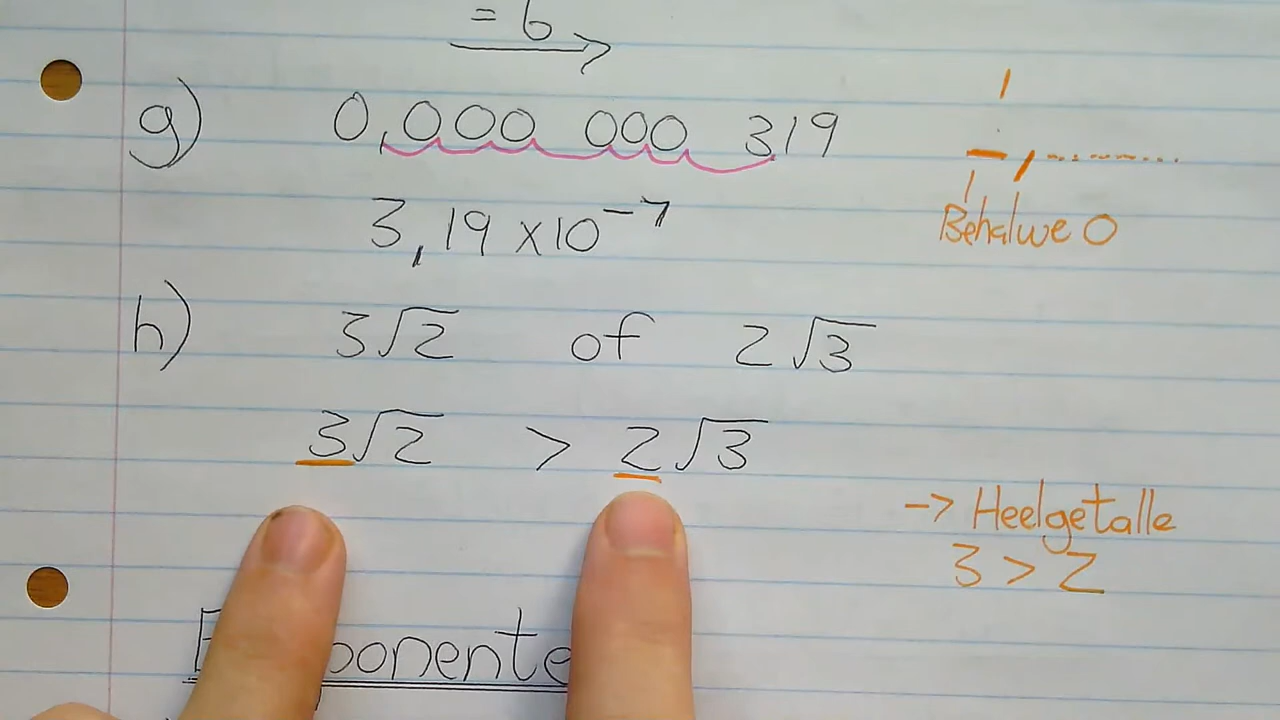 = 6
g) 0,000 000 319
3,19 x 10⁻⁷
Behalwe 0
h) 3√2 of 2√3
3√2 > 2√3
-> Heelgetalle
3 > 2